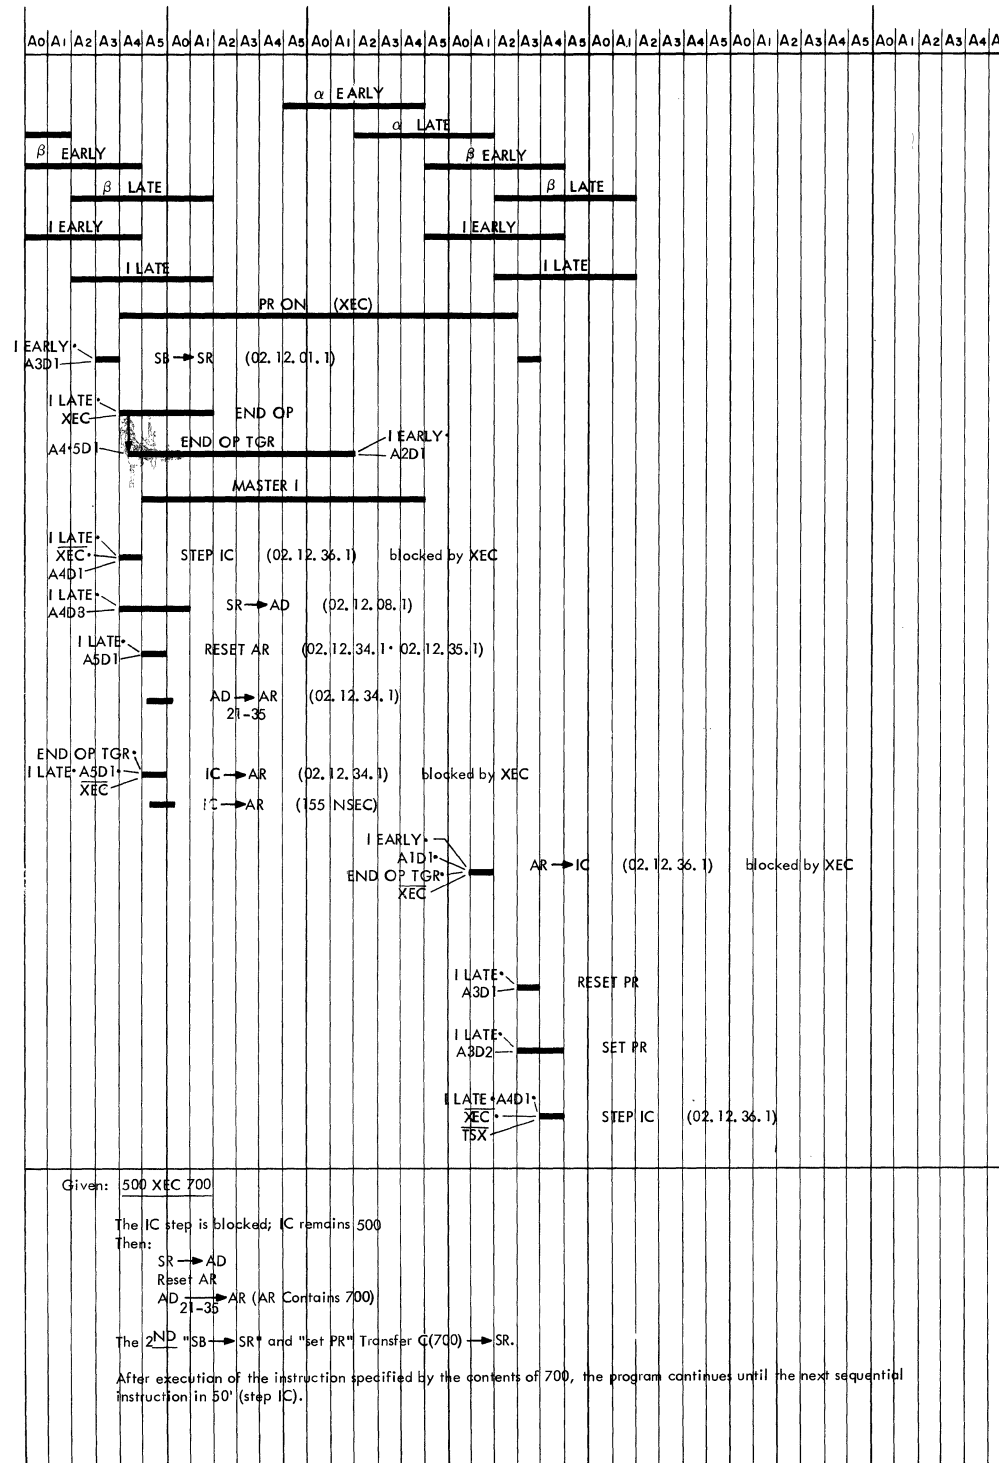 A0 A1 A2 A3 A4 A5 A0 A1 A2 A3 A4 A5 A0 A1 A2 A3 A4 A5 A0 A1 A2 A3 A4 A5 A0 A1 A2 A3 A4 A5 A0 A1 A2 A3 A4 A5 A0 A1 A2 A3 A4 A
α EARLY
α LATE
β EARLY
β EARLY
β LATE
β LATE
I EARLY
I EARLY
I LATE
I LATE
PR ON (XEC)
I EARLY·
A3D1
SB → SR (02.12.01.1)
I LATE·
XEC
END OP
A4·5D1
END OP TGR
I EARLY·
A2D1
MASTER I
I LATE·
X̅E̅C̅·
A4D1
STEP IC (02.12.36.1) blocked by XEC
I LATE·
A4D3
SR → AD (02.12.08.1)
I LATE·
A5D1
RESET AR (02.12.34.1· 02.12.35.1)
AD → AR (02.12.34.1)
21-35
END OP TGR·
I LATE· A5D1·
X̅E̅C̅
IC → AR (02.12.34.1) blocked by XEC
IC → AR (155 NSEC)
I EARLY·
A1D1·
END OP TGR·
X̅E̅C̅
AR → IC (02.12.36.1) blocked by XEC
I LATE·
A3D1
RESET PR
I LATE·
A3D2
SET PR
I LATE·A4D1·
X̅E̅C̅·
T̅S̅X̅
STEP IC (02.12.36.1)
Given: 500 XEC 700
The IC step is blocked; IC remains 500
Then:
SR → AD
Reset AR
AD → AR (AR Contains 700)
21-35
The 2ND "SB → SR" and "set PR" Transfer C(700) → SR.
After execution of the instruction specified by the contents of 700, the program continues until the next sequential
instruction in 50' (step IC).